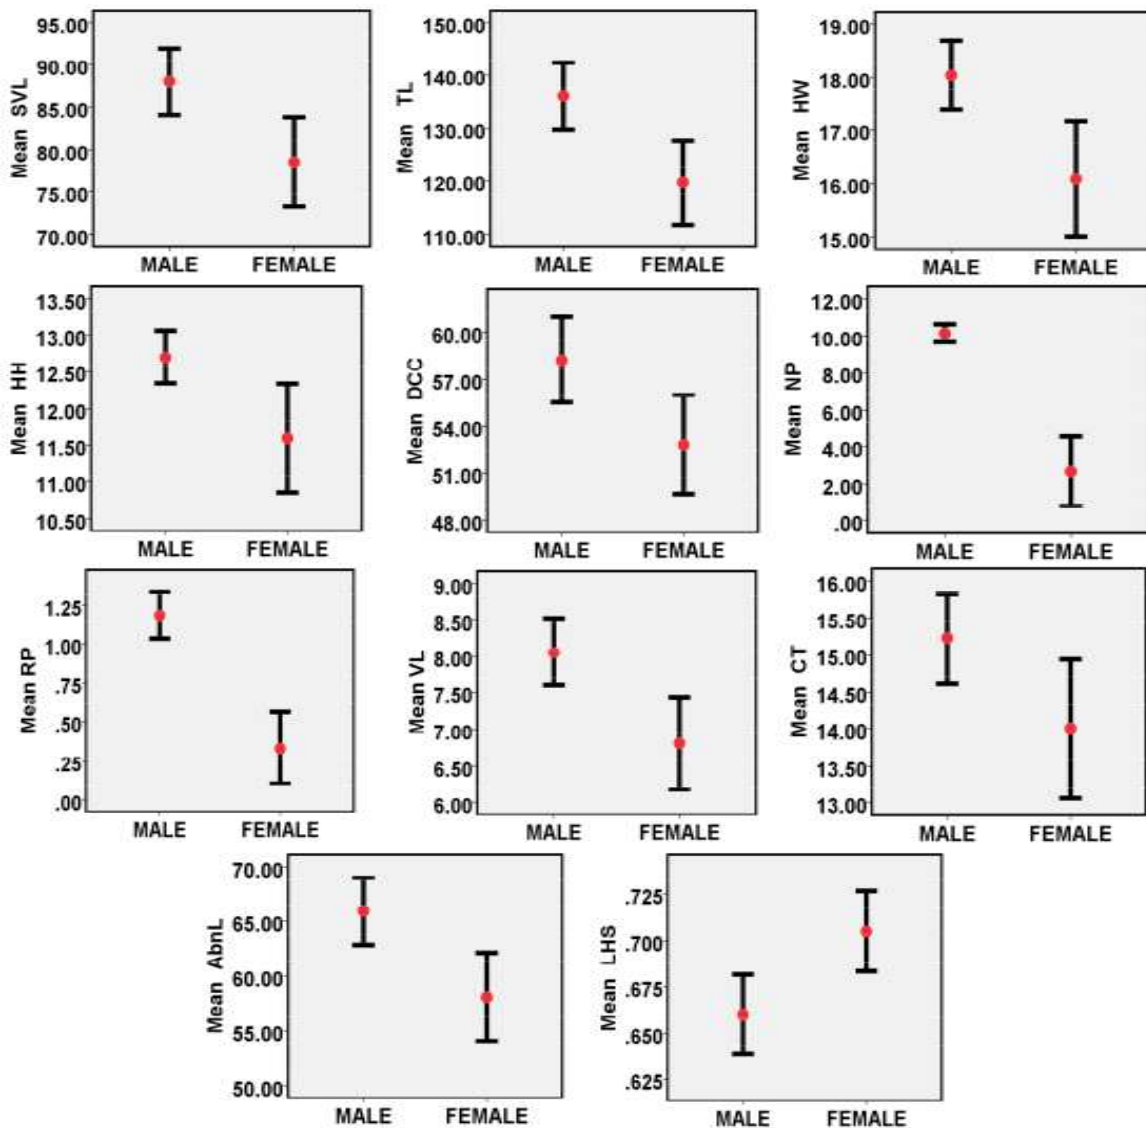 Mean SVL
95.00
90.00
85.00
80.00
75.00
70.00
MALE FEMALE
Mean TL
150.00
140.00
130.00
120.00
110.00
MALE FEMALE
Mean HW
19.00
18.00
17.00
16.00
15.00
MALE FEMALE
Mean HH
13.50
13.00
12.50
12.00
11.50
11.00
10.50
MALE FEMALE
Mean DCC
60.00
57.00
54.00
51.00
48.00
MALE FEMALE
Mean NP
12.00
10.00
8.00
6.00
4.00
2.00
.00
MALE FEMALE
Mean RP
1.25
1.00
.75
.50
.25
.00
MALE FEMALE
Mean VL
9.00
8.50
8.00
7.50
7.00
6.50
6.00
MALE FEMALE
Mean CT
16.00
15.50
15.00
14.50
14.00
13.50
13.00
MALE FEMALE
Mean AbnL
70.00
65.00
60.00
55.00
50.00
MALE FEMALE
Mean LHS
.725
.700
.675
.650
.625
MALE FEMALE